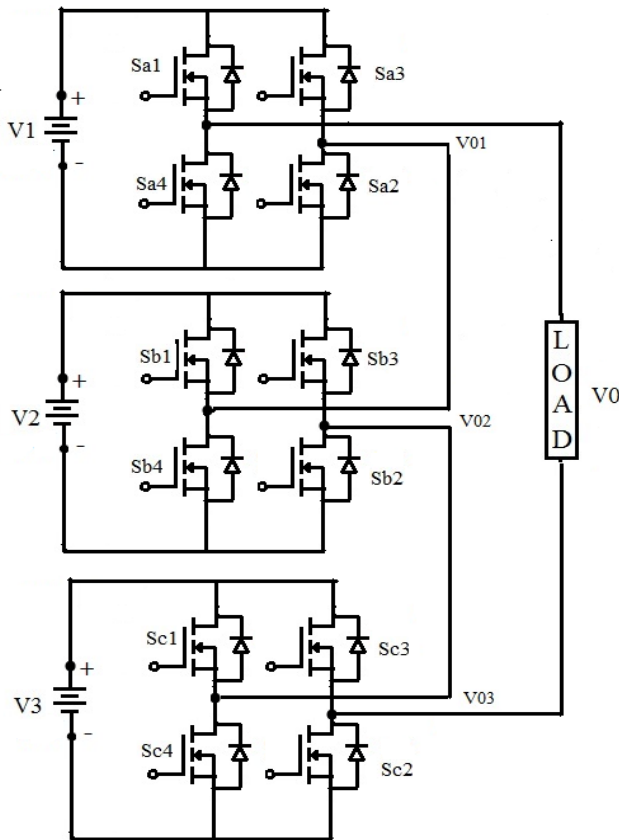 Sa1
Sa3
+
V1
V01
-
Sa4
Sa2
Sb1
Sb3
+
V2
V02
-
Sb4
Sb2
LOAD
V0
Sc1
Sc3
+
V3
V03
-
Sc4
Sc2